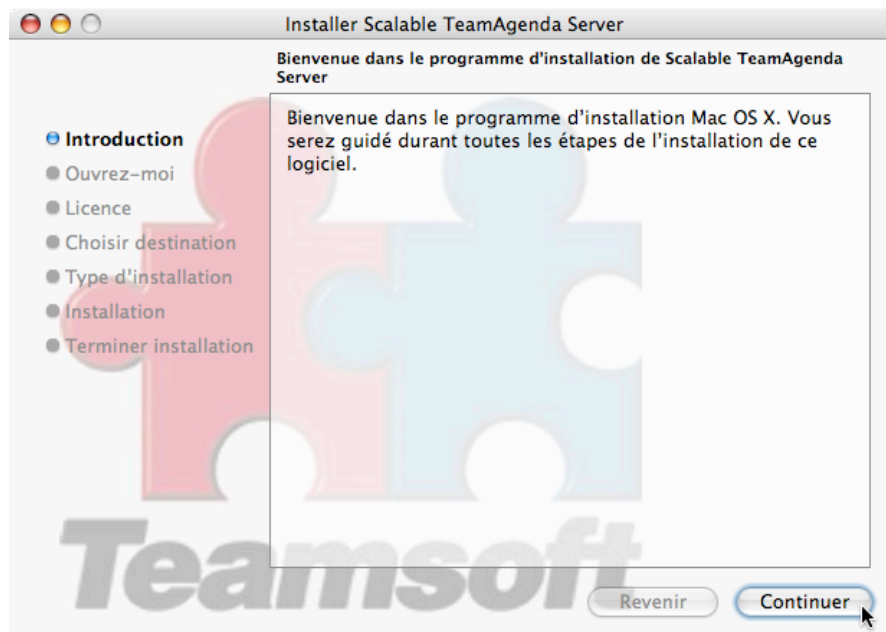 Installer Scalable TeamAgenda Server
Bienvenue dans le programme d'installation de Scalable TeamAgenda
Server
Introduction
Ouvrez-moi
Licence
Choisir destination
Type d'installation
Installation
Terminer installation
Bienvenue dans le programme d'installation Mac OS X. Vous
serez guidé durant toutes les étapes de l'installation de ce
logiciel.
Teamsoft
Revenir
Continuer